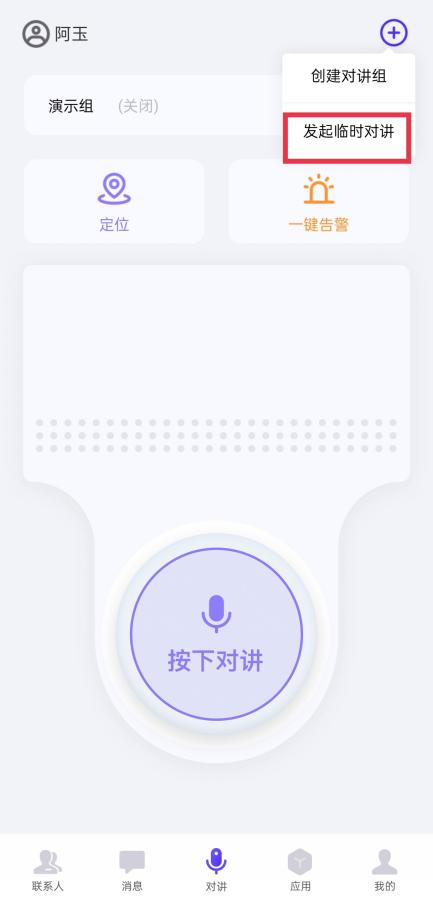 阿玉
创建对讲组
演示组 (关闭)
发起临时对讲
定位
一键告警
按下对讲
联系人
消息
对讲
应用
我的